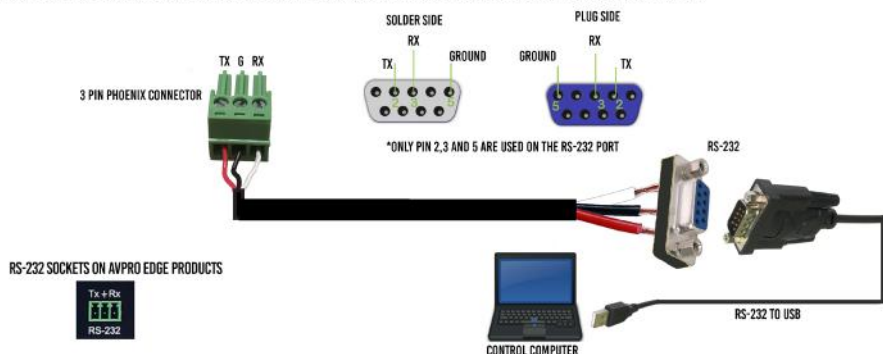 SOLDER SIDE
PLUG SIDE
RX
RX
TX
GROUND
GROUND
TX
TX G RX
3 PIN PHOENIX CONNECTOR
2 3 5
5 3 2
*ONLY PIN 2,3 AND 5 ARE USED ON THE RS-232 PORT
RS-232
RS-232 SOCKETS ON AVPRO EDGE PRODUCTS
Tx + Rx
RS-232
RS-232 TO USB
CONTROL COMPUTER